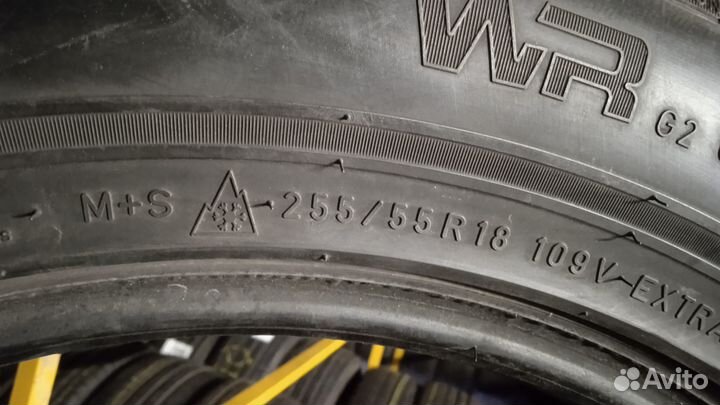 WR
G2
M+S 255/55R18 109V EXTRA
Avito